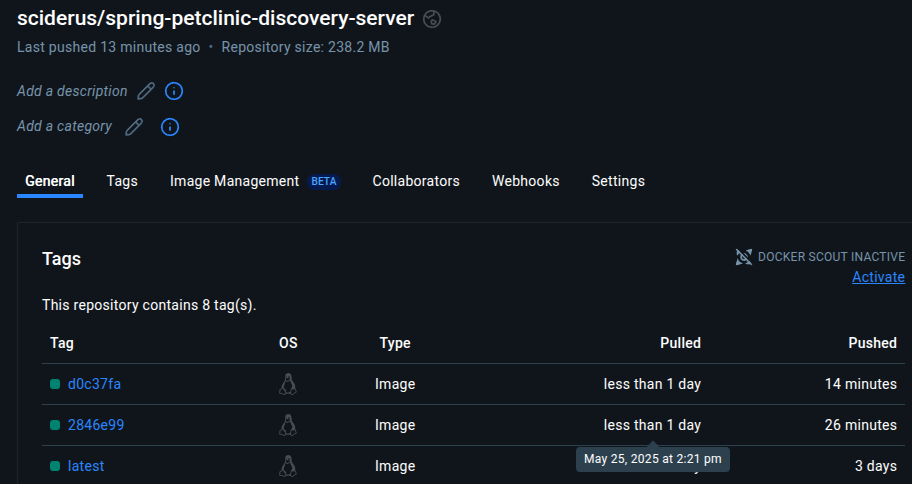 sciderus/spring-petclinic-discovery-server
Last pushed 13 minutes ago · Repository size: 238.2 MB
Add a description
Add a category
General Tags Image Management BETA Collaborators Webhooks Settings
Tags
DOCKER SCOUT INACTIVE
Activate
This repository contains 8 tag(s).
Tag OS Type Pulled Pushed
d0c37fa Image less than 1 day 14 minutes
2846e99 Image less than 1 day 26 minutes
May 25, 2025 at 2:21 pm
latest Image 3 days